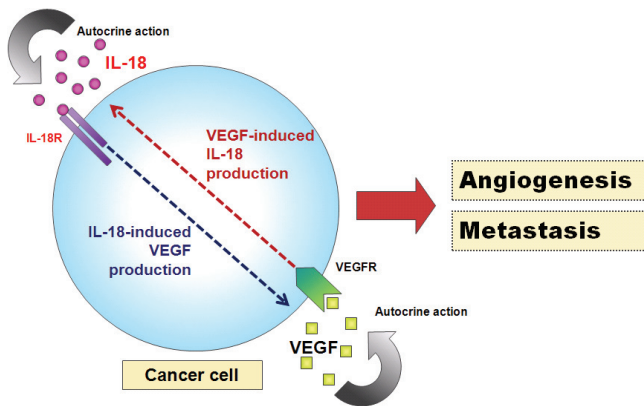 Autocrine action
IL-18
IL-18R
VEGF-induced
IL-18
production
IL-18-induced
VEGF
production
Angiogenesis
Metastasis
VEGFR
Autocrine action
VEGF
Cancer cell